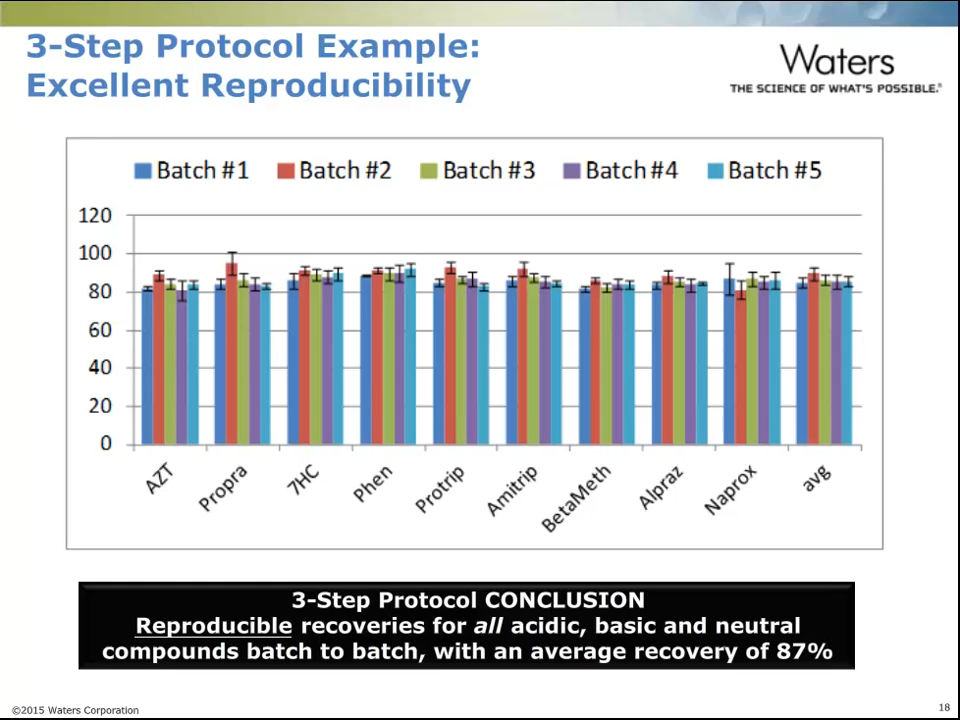 3-Step Protocol Example:
Excellent Reproducibility
Waters
THE SCIENCE OF WHAT'S POSSIBLE.®
Batch #1 Batch #2 Batch #3 Batch #4 Batch #5
120
100
80
60
40
20
0
AZT Propra 7HC Phen Protrip Amitrip BetaMeth Alpraz Naprox avg
3-Step Protocol CONCLUSION
Reproducible recoveries for all acidic, basic and neutral
compounds batch to batch, with an average recovery of 87%
©2015 Waters Corporation
18